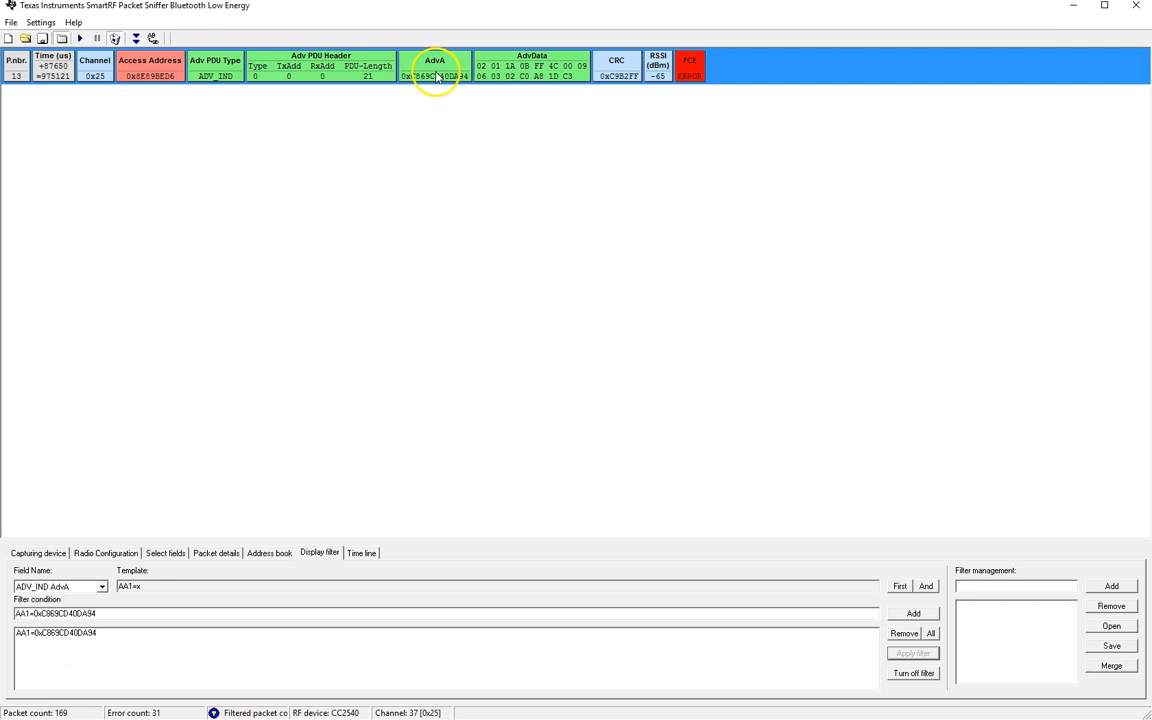 Texas Instruments SmartRF Packet Sniffer Bluetooth Low Energy
File Settings Help
P.nbr. Time (us) Channel Access Address Adv PDU Type Adv PDU Header AdvA AdvData CRC RSSI (dBm) FCE
+87650 Type TxAdd RxAdd PDU-Length 02 01 1A 0B FF 4C 00 09
13 =975121 0x25 0x8E89BED6 ADV_IND 0 0 0 21 0xC869CD40DA94 06 03 02 C0 A8 1D C3 0xC9B2FF -65 ERROR
Capturing device Radio Configuration Select fields Packet details Address book Display filter Time line
Field Name: Template: Filter management:
ADV_IND AdvA AA1=x First And Add
Filter condition
AA1=0xC869CD40DA94 Add Remove
AA1=0xC869CD40DA94 Remove All Open
Apply filter Save
Turn off filter Merge
Packet count: 169 Error count: 31 Filtered packet co RF device: CC2540 Channel: 37 [0x25]